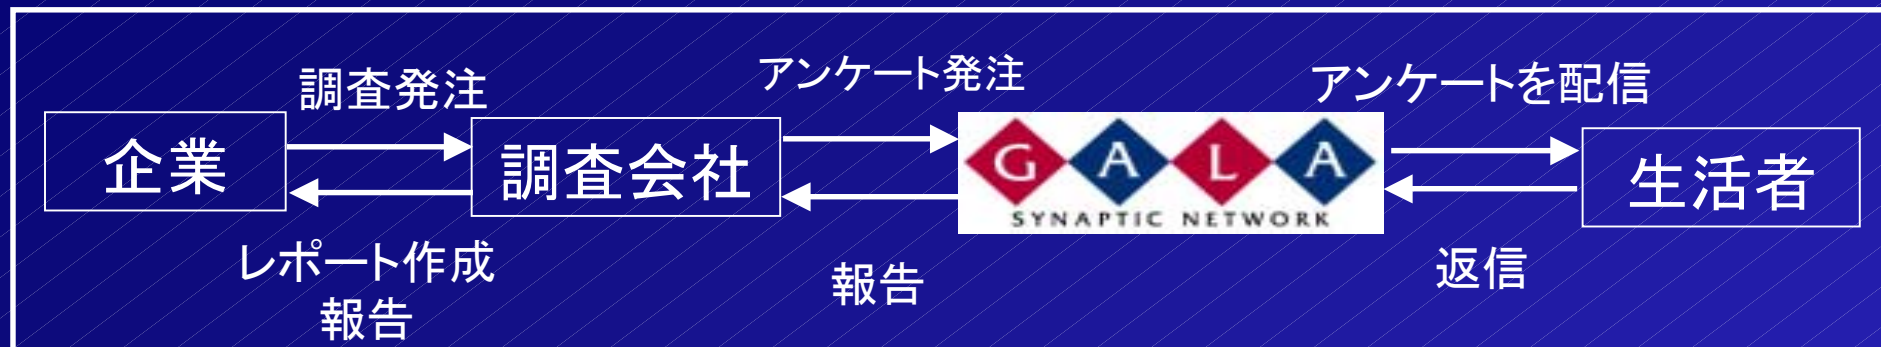 調査発注
アンケート発注
アンケートを配信
企業
調査会社
GALA
SYNAPTIC NETWORK
生活者
レポート作成
報告
報告
返信